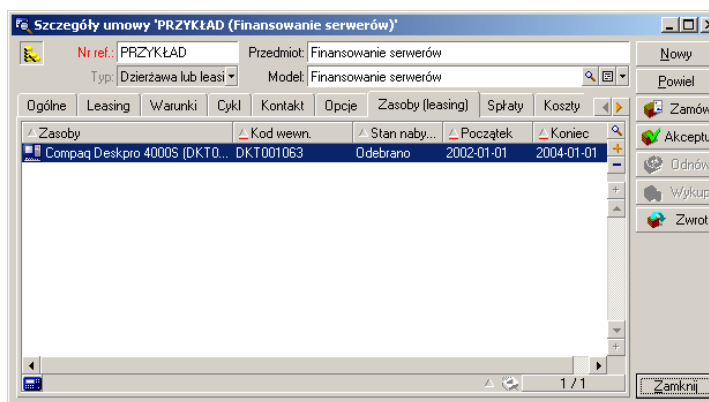 Szczegóły umowy 'PRZYKŁAD (Finansowanie serwerów)'
Nr ref.: PRZYKŁAD Przedmiot: Finansowanie serwerów Nowy
Typ: Dzierżawa lub leasi Model: Finansowanie serwerów Powiel
Ogólne Leasing Warunki Cykl Kontakt Opcje Zasoby (leasing) Spłaty Koszty Zamów
Zasoby Kod wewn. Stan naby... Początek Koniec Akceptu
Compaq Deskpro 4000S (DKT0... DKT001063 Odebrano 2002-01-01 2004-01-01
Odnów
Wykup
Zwrot
1 / 1 Zamknij